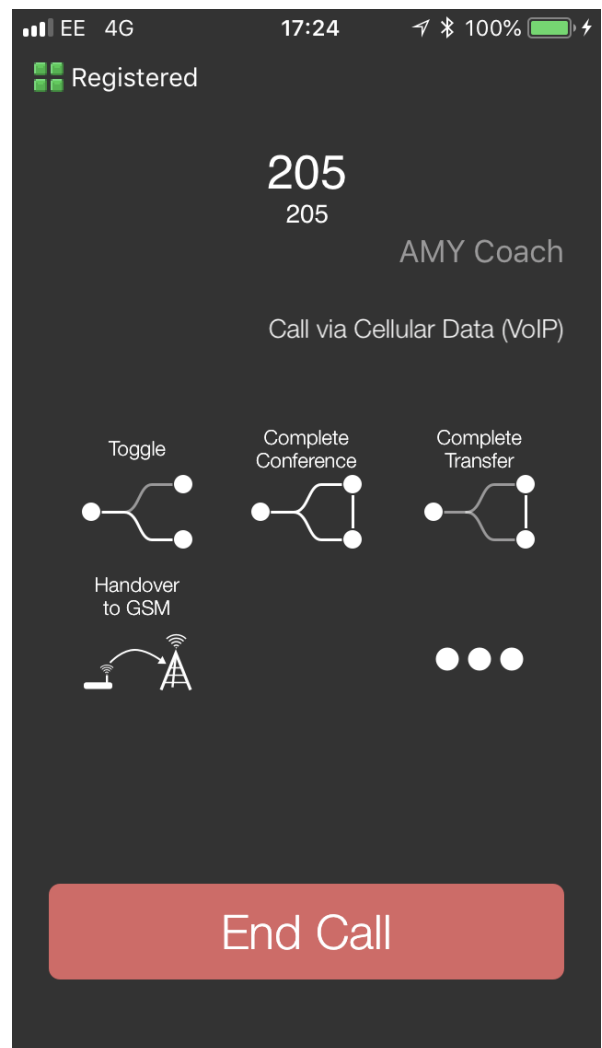 EE 4G 17:24 100%
Registered
205
205
AMY Coach
Call via Cellular Data (VoIP)
Toggle
Complete
Conference
Complete
Transfer
Handover
to GSM
End Call